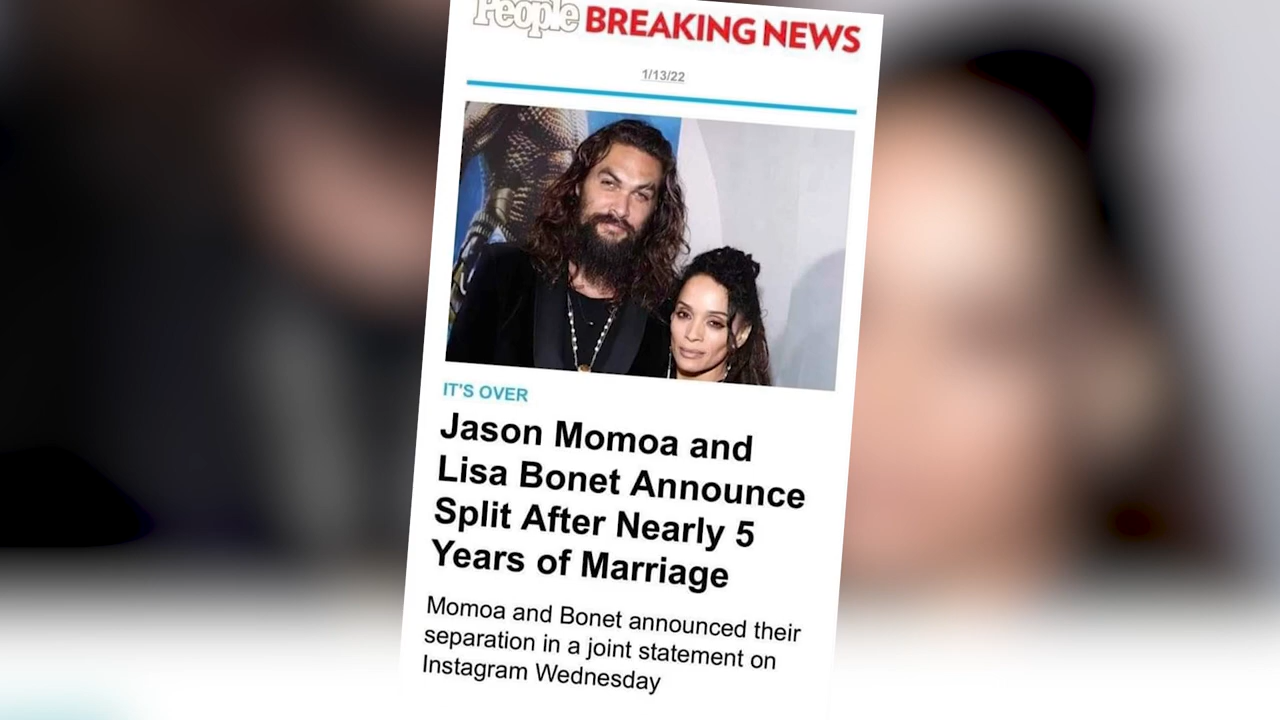 People BREAKING NEWS
1/13/22
IT'S OVER
Jason Momoa and
Lisa Bonet Announce
Split After Nearly 5
Years of Marriage
Momoa and Bonet announced their
separation in a joint statement on
Instagram Wednesday